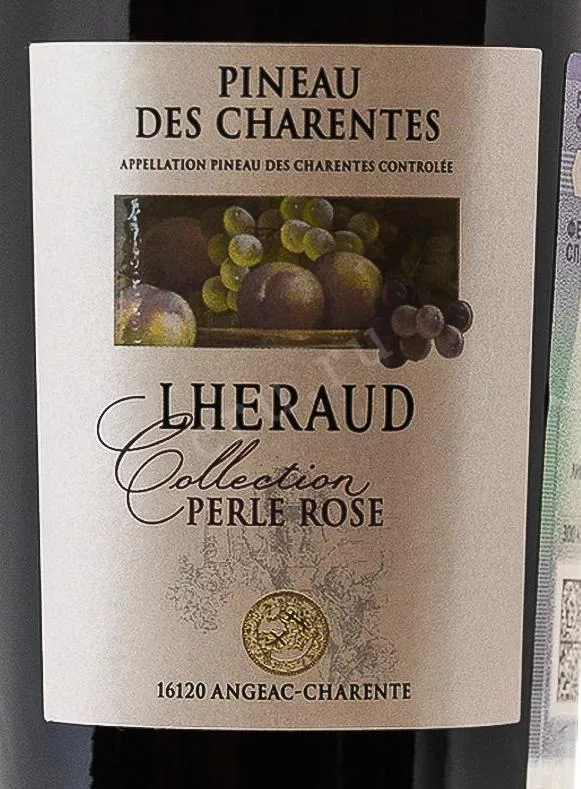 PINEAU
DES CHARENTES
APPELLATION PINEAU DES CHARENTES CONTROLÉE
LHERAUD
Collection
PERLE ROSE
16120 ANGEAC-CHARENTE